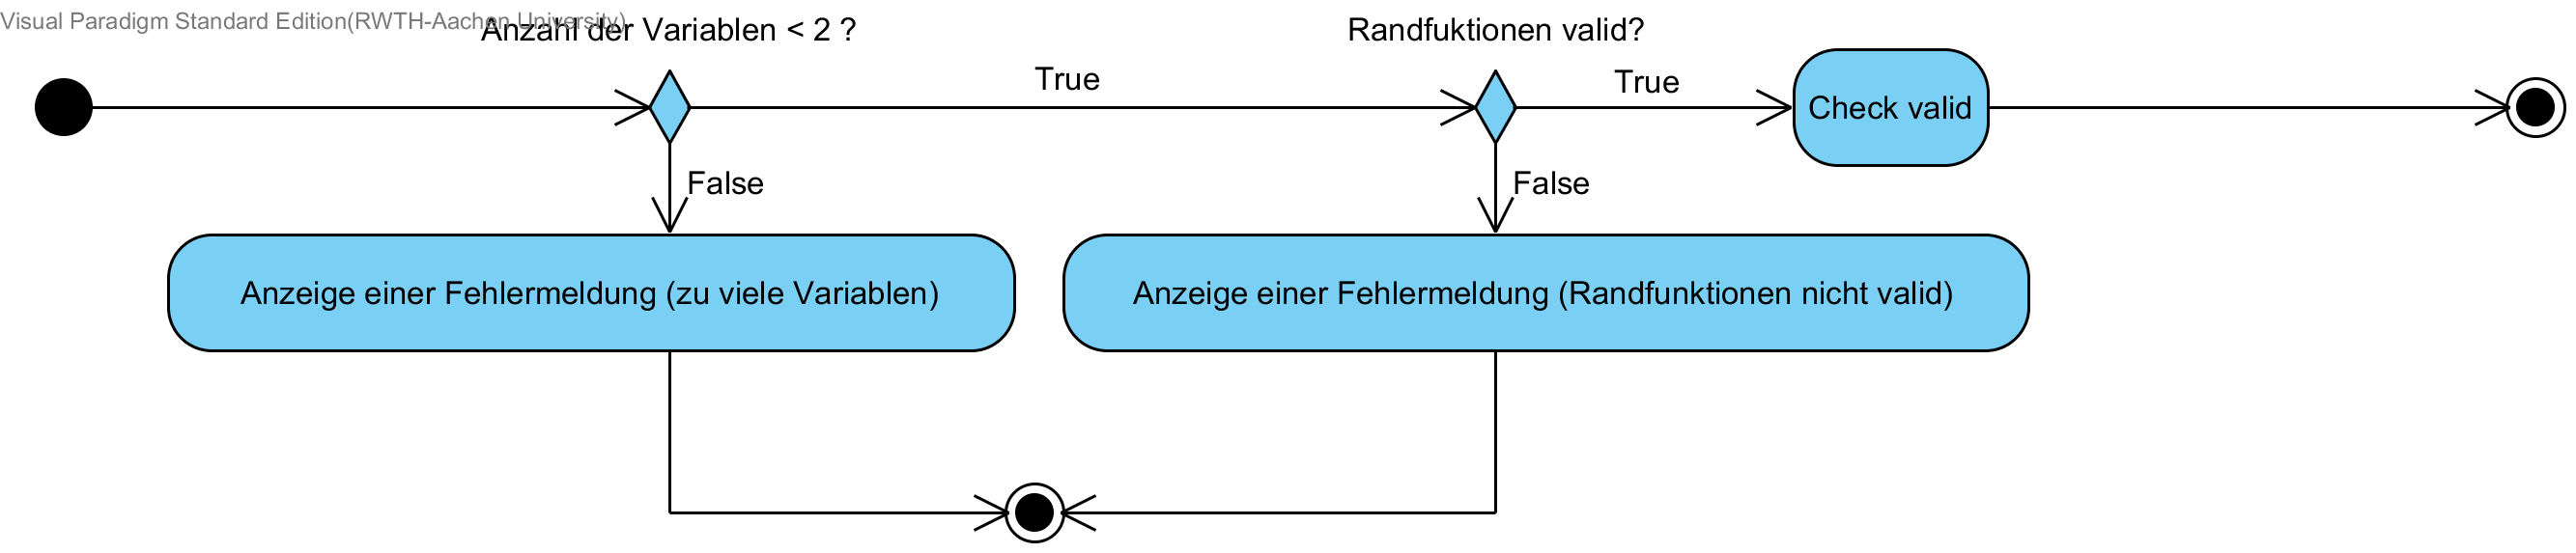 Visual Paradigm Standard Edition(RWTH-Aachen University)
Anzahl der Variablen < 2 ?
Randfuktionen valid?
True
True
Check valid
False
False
Anzeige einer Fehlermeldung (zu viele Variablen)
Anzeige einer Fehlermeldung (Randfunktionen nicht valid)